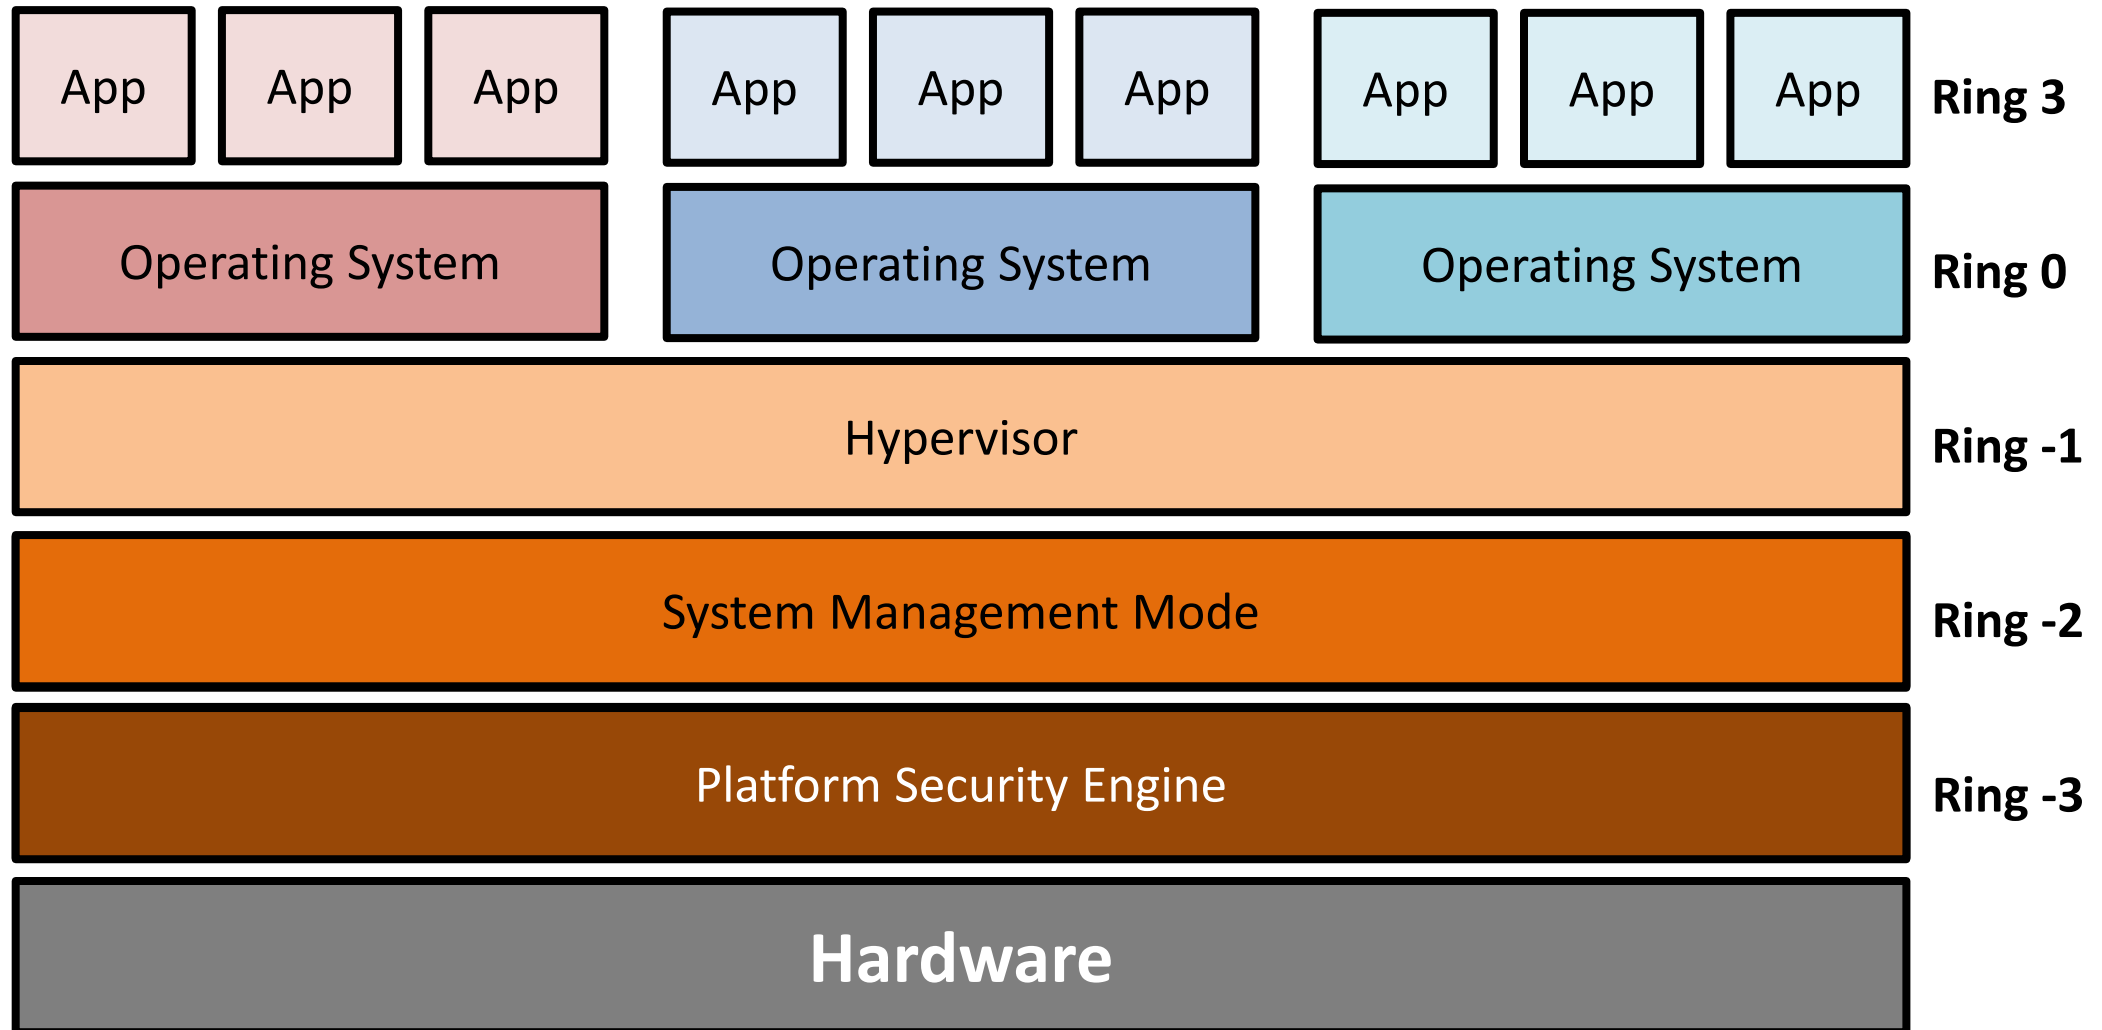 App App App App App App App App App Ring 3
Operating System Operating System Operating System Ring 0
Hypervisor Ring -1
System Management Mode Ring -2
Platform Security Engine Ring -3
Hardware